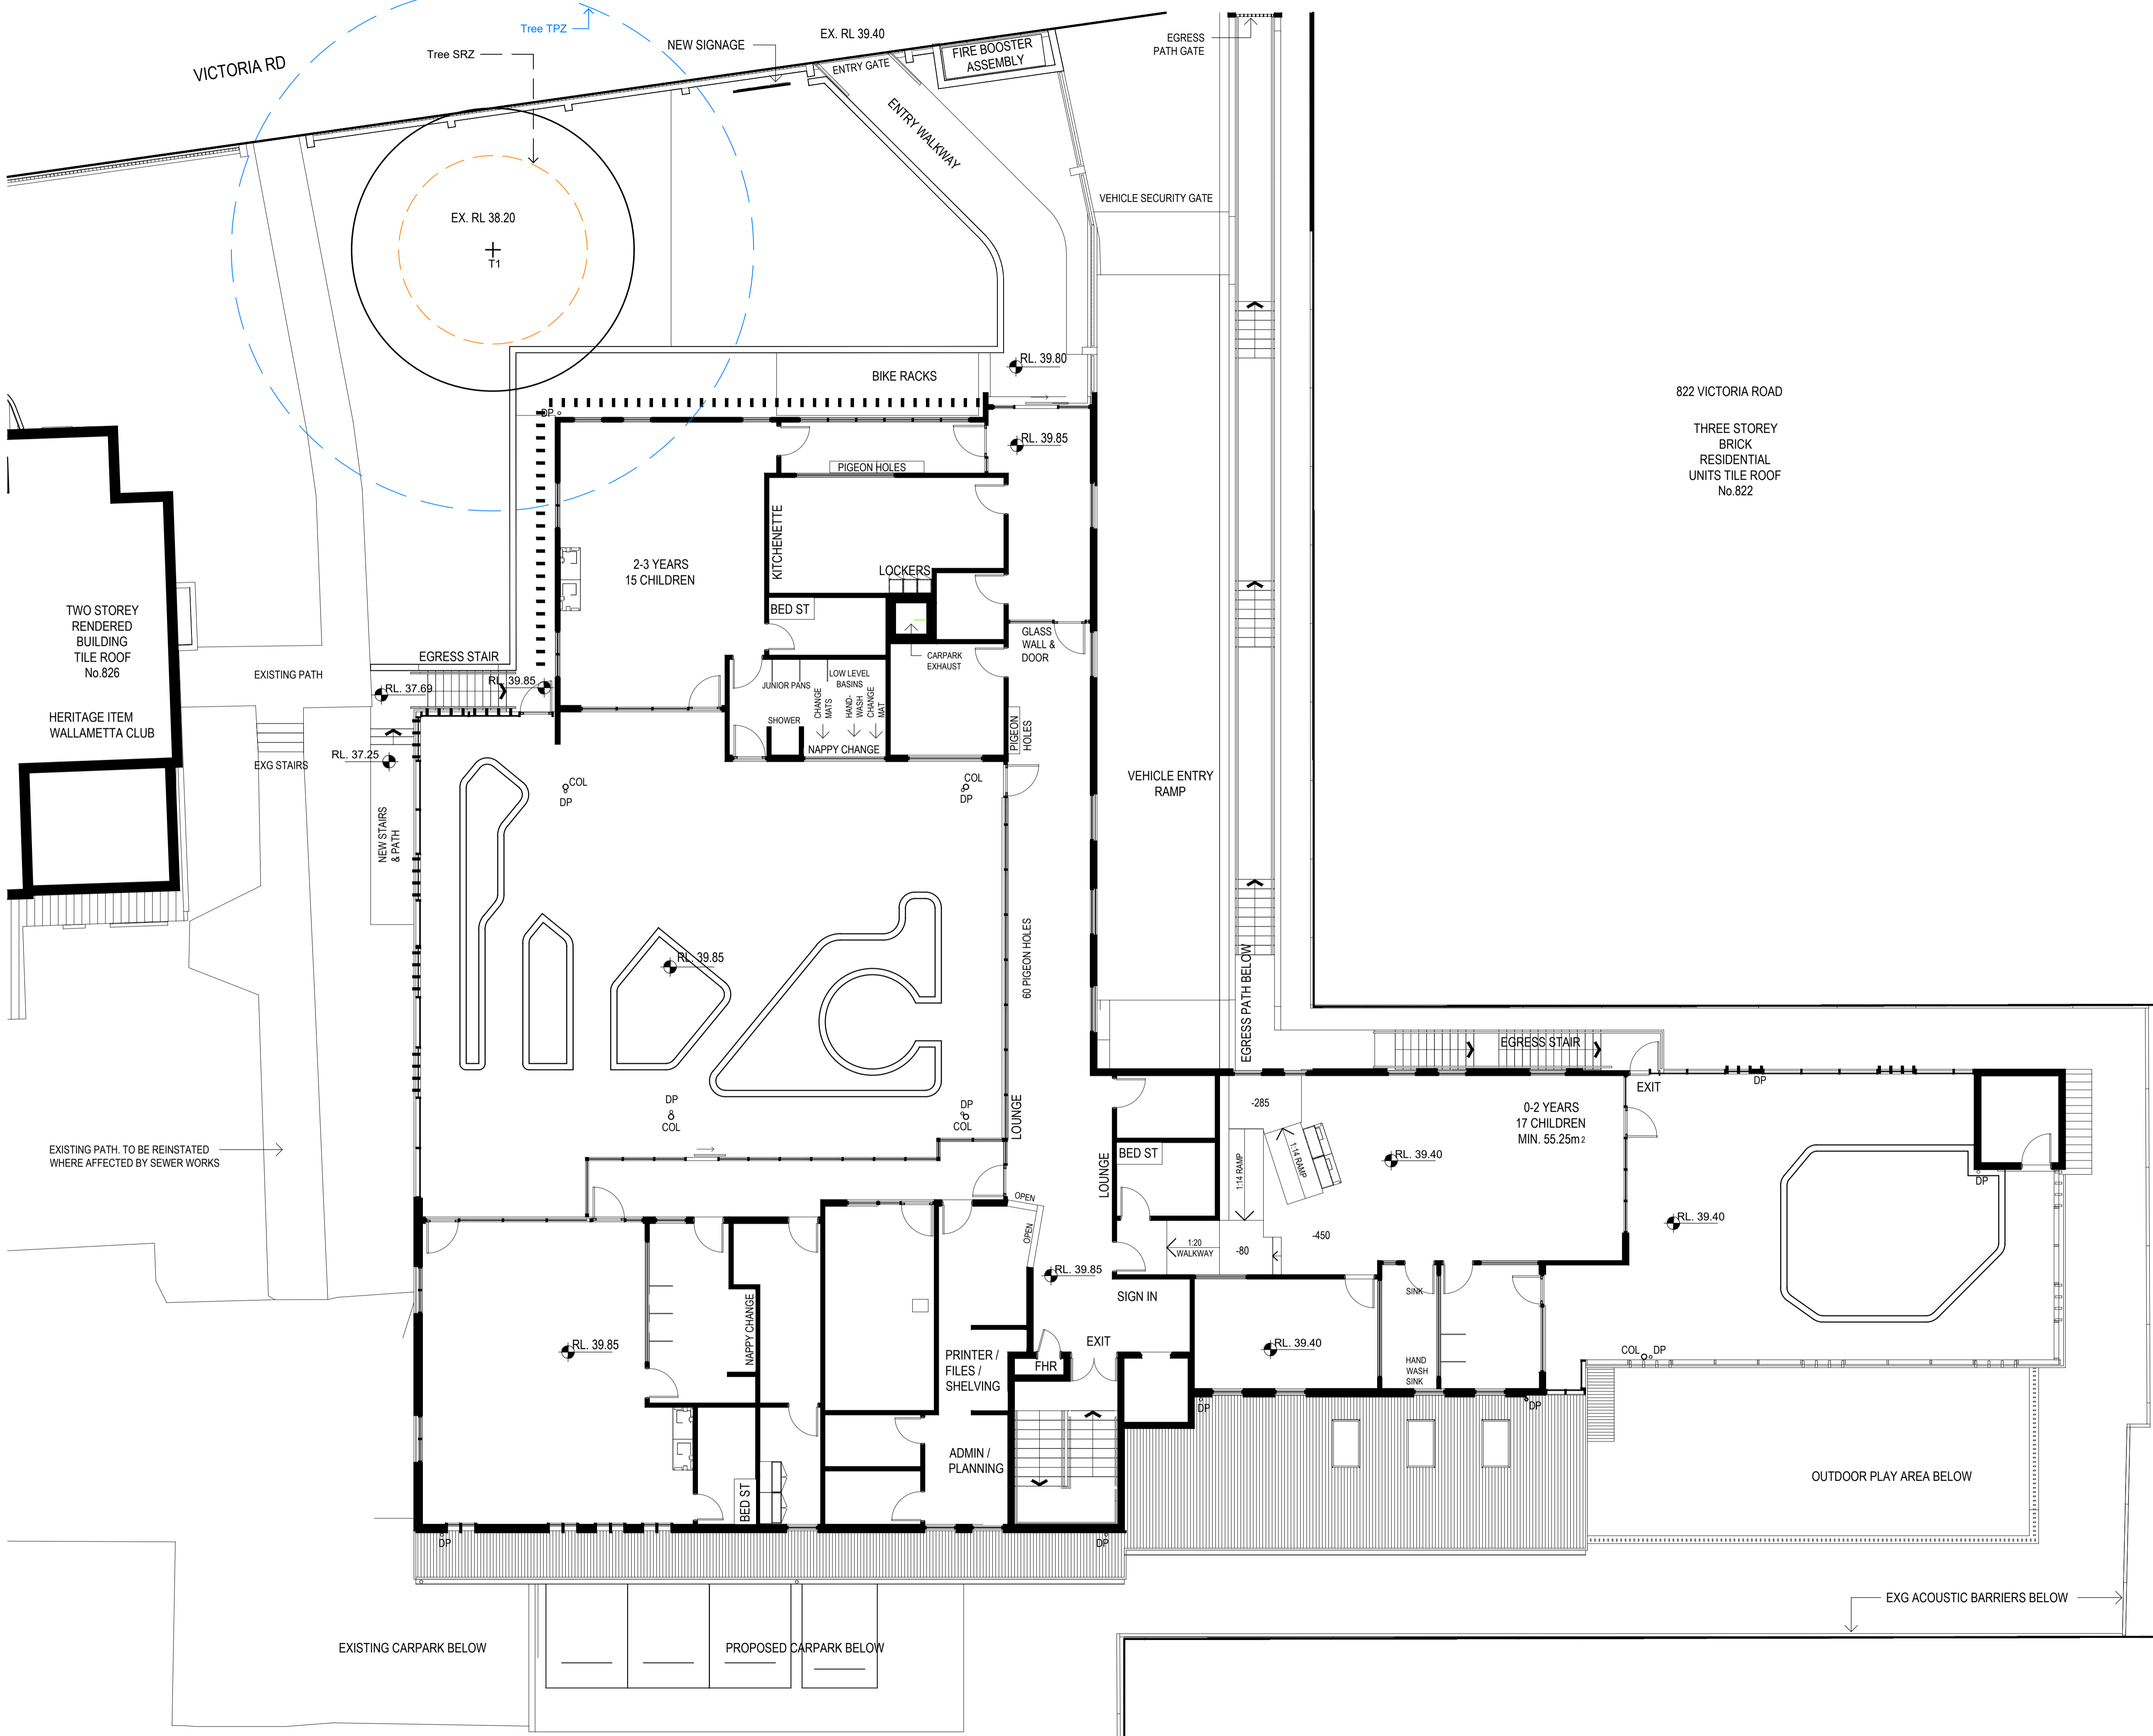 VICTORIA RD
Tree TPZ
Tree SRZ
NEW SIGNAGE
EX. RL 39.40
ENTRY GATE
FIRE BOOSTER
ASSEMBLY
EGRESS
PATH GATE
ENTRY WALKWAY
VEHICLE SECURITY GATE
EX. RL 38.20
T1
RL. 39.80
BIKE RACKS
DP
RL. 39.85
PIGEON HOLES
822 VICTORIA ROAD
THREE STOREY
BRICK
RESIDENTIAL
UNITS TILE ROOF
No.822
KITCHENETTE
2-3 YEARS
15 CHILDREN
LOCKERS
BED ST
GLASS
WALL &
DOOR
CARPARK
EXHAUST
TWO STOREY
RENDERED
BUILDING
TILE ROOF
No.826
HERITAGE ITEM
WALLAMETTA CLUB
EXISTING PATH
EGRESS STAIR
RL. 37.69
RL. 39.85
JUNIOR PANS
LOW LEVEL
BASINS
CHANGE
MATS
HAND-
WASH
CHANGE
MAT
SHOWER
NAPPY CHANGE
PIGEON
HOLES
EXG STAIRS
RL. 37.25
NEW STAIRS
& PATH
COL
DP
COL
DP
VEHICLE ENTRY
RAMP
RL. 39.85
60 PIGEON HOLES
EGRESS PATH BELOW
EGRESS STAIR
EXIT
DP
DP
COL
DP
COL
LOUNGE
-285
0-2 YEARS
17 CHILDREN
MIN. 55.25m2
EXISTING PATH. TO BE REINSTATED
WHERE AFFECTED BY SEWER WORKS
BED ST
LOUNGE
1:14 RAMP
1:14 RAMP
RL. 39.40
DP
OPEN
OPEN
1:20
WALKWAY
-80
-450
RL. 39.40
RL. 39.85
SIGN IN
SINK
NAPPY CHANGE
RL. 39.85
EXIT
RL. 39.40
PRINTER /
FILES /
SHELVING
FHR
HAND
WASH
SINK
COL
DP
DP
DP
ADMIN /
PLANNING
BED ST
OUTDOOR PLAY AREA BELOW
DP
DP
EXG ACOUSTIC BARRIERS BELOW
EXISTING CARPARK BELOW
PROPOSED CARPARK BELOW